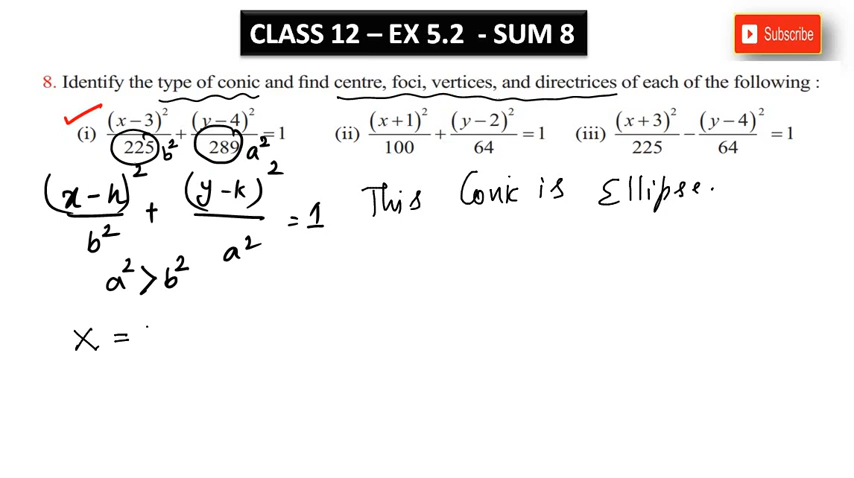 CLASS 12 – EX 5.2 - SUM 8
Subscribe
8. Identify the type of conic and find centre, foci, vertices, and directrices of each of the following :
(i) (x−3)²/225 + (y−4)²/289 = 1 (ii) (x+1)²/100 + (y−2)²/64 = 1 (iii) (x+3)²/225 − (y−4)²/64 = 1
b² a²
(x-h)²/b² + (y-k)²/a² = 1 This Conic is Ellipse.
a² > b²
X =